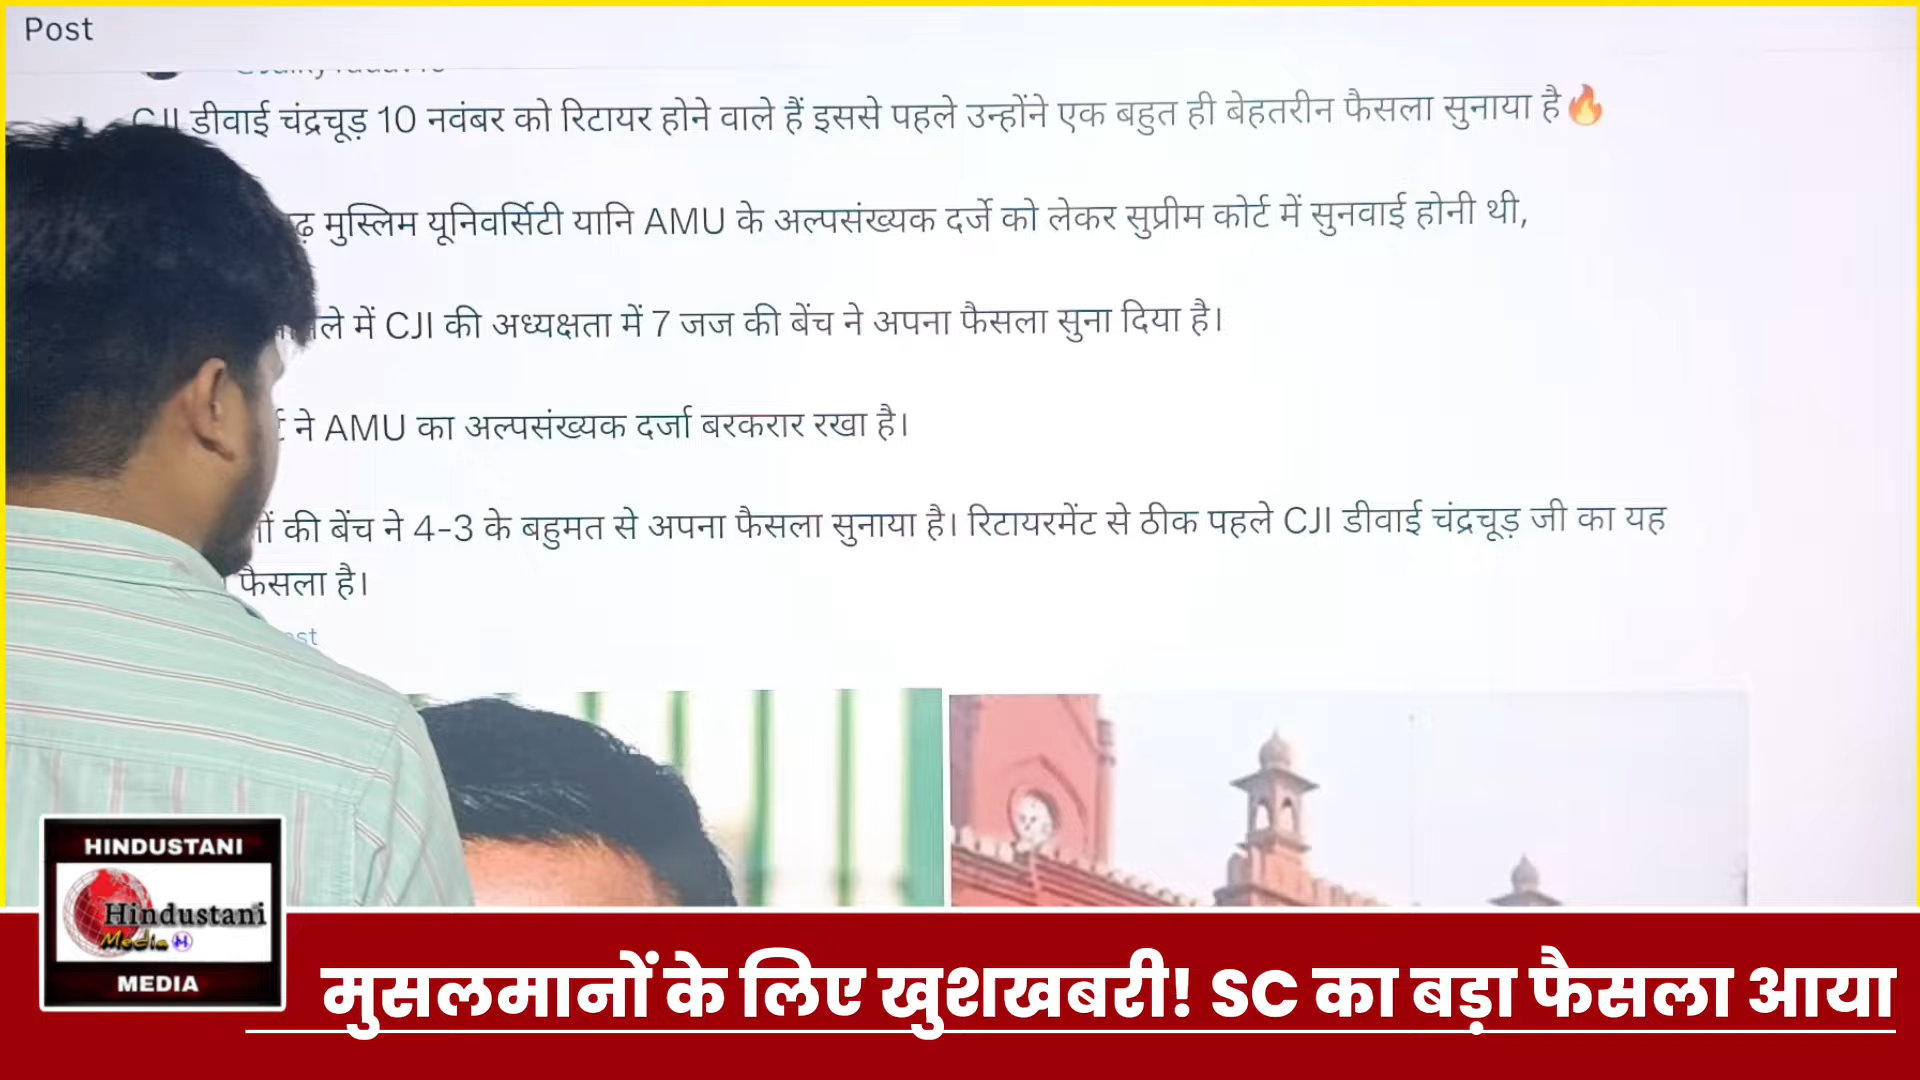 Post
CJI डीवाई चंद्रचूड़ 10 नवंबर को रिटायर होने वाले हैं इससे पहले उन्होंने एक बहुत ही बेहतरीन फैसला सुनाया है🔥
मुस्लिम यूनिवर्सिटी यानि AMU के अल्पसंख्यक दर्जे को लेकर सुप्रीम कोर्ट में सुनवाई होनी थी,
में CJI की अध्यक्षता में 7 जज की बेंच ने अपना फैसला सुना दिया है।
ने AMU का अल्पसंख्यक दर्जा बरकरार रखा है।
की बेंच ने 4-3 के बहुमत से अपना फैसला सुनाया है। रिटायरमेंट से ठीक पहले CJI डीवाई चंद्रचूड़ जी का यह
फैसला है।
HINDUSTANI
Hindustani
Media M
MEDIA
मुसलमानों के लिए खुशखबरी! SC का बड़ा फैसला आया